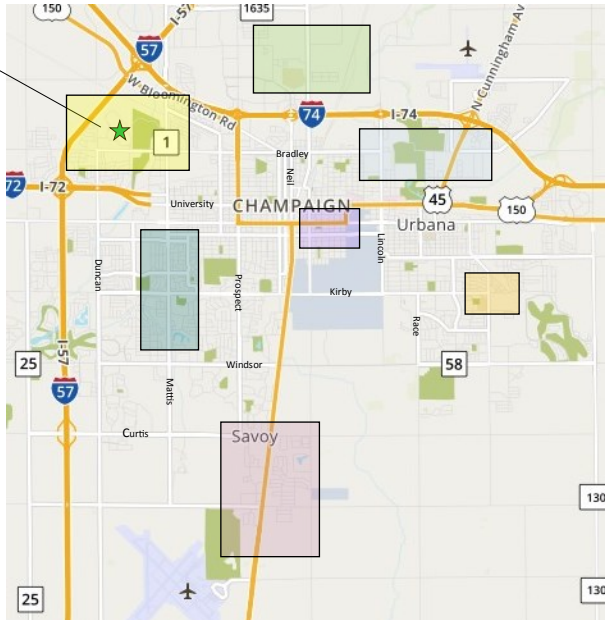 150
I-57
1635
57
N Cunningham Av
W Bloomington Rd
74
I-74
1
Bradley
72
I-72
Neil
University
CHAMPAIGN
45
150
Urbana
Lincoln
Duncan
Prospect
Kirby
Race
I-57
25
Windsor
58
57
Mattis
Curtis
Savoy
130
25
130